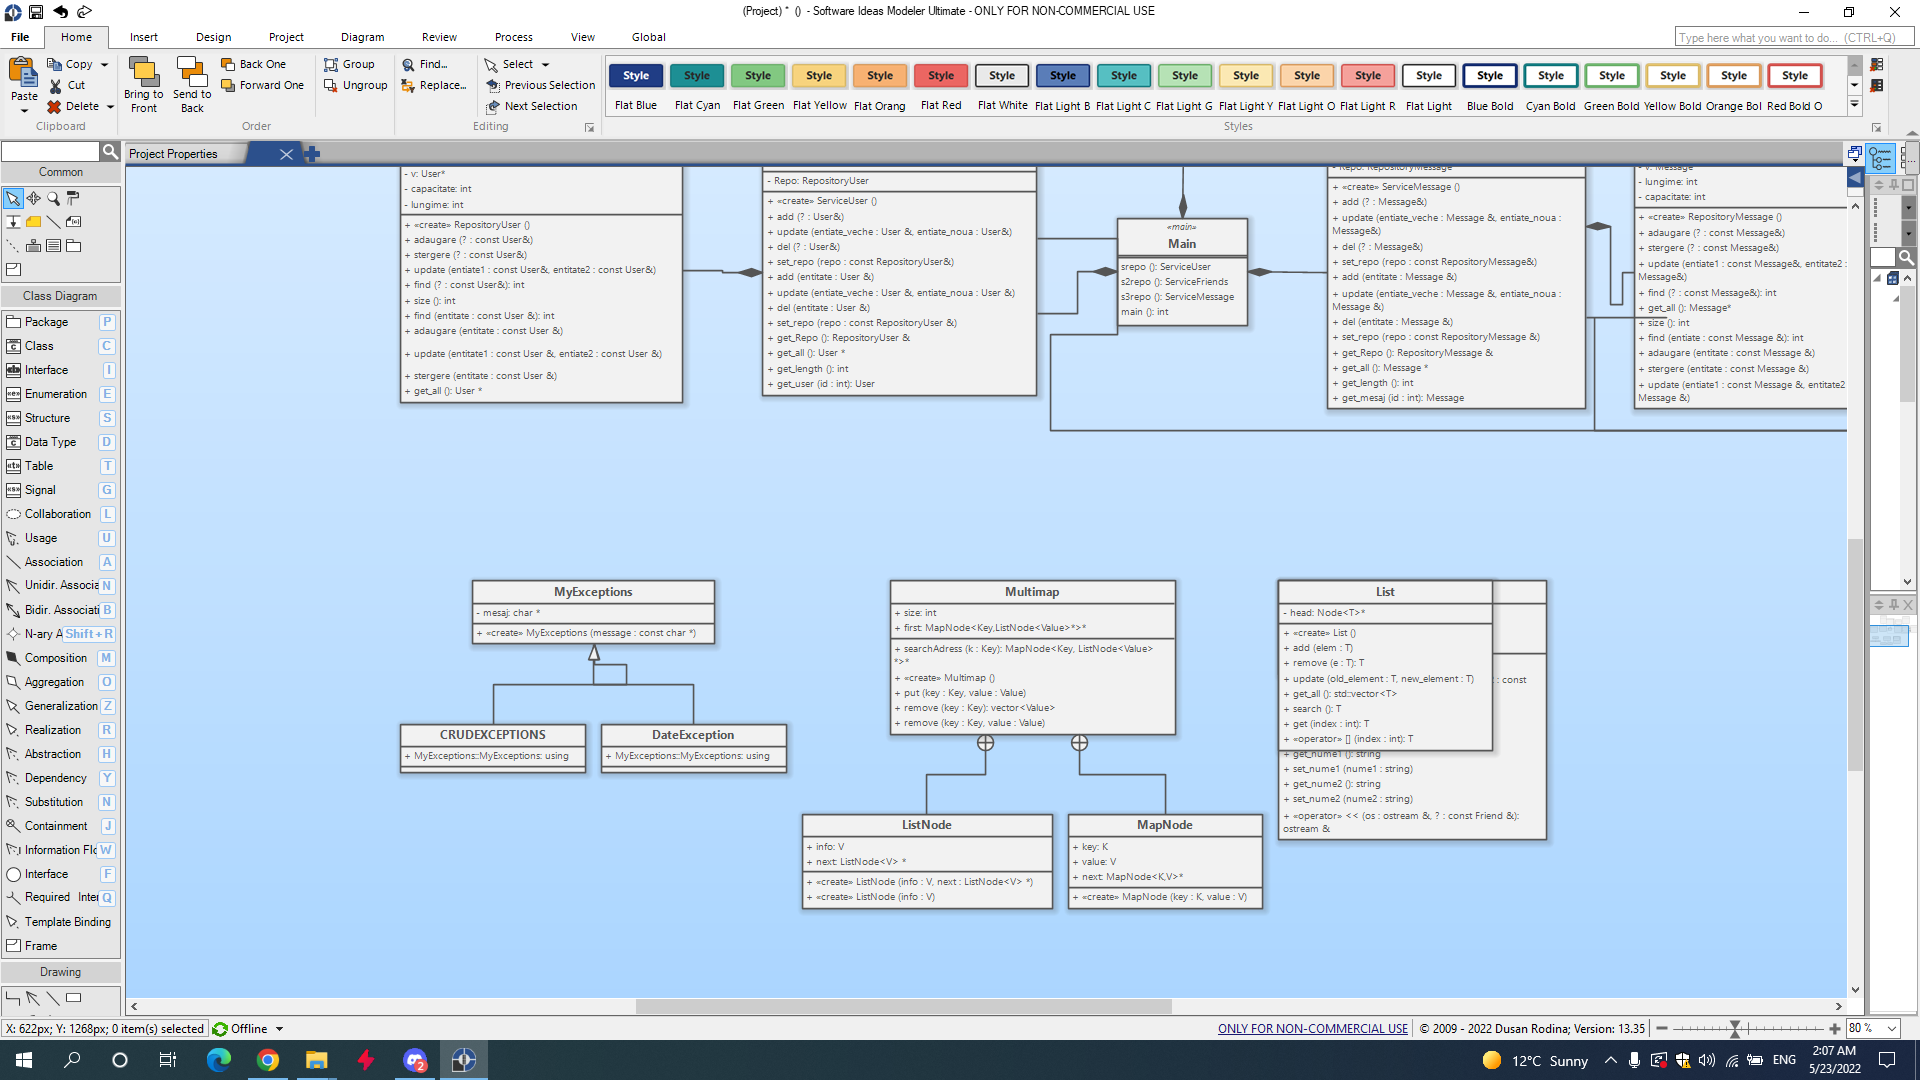 (Project) * () - Software Ideas Modeler Ultimate - ONLY FOR NON-COMMERCIAL USE
File
Home
Insert
Design
Project
Diagram
Review
Process
View
Global
Type here what you want to do... (CTRL+Q)
Paste
Copy
Cut
Delete
Clipboard
Bring to Front
Send to Back
Back One
Forward One
Order
Group
Ungroup
Find...
Replace...
Select
Previous Selection
Next Selection
Editing
Style Style Style Style Style Style Style Style Style Style Style Style Style Style Style Style Style Style Style Style
Flat Blue Flat Cyan Flat Green Flat Yellow Flat Orang Flat Red Flat White Flat Light B Flat Light C Flat Light G Flat Light Y Flat Light O Flat Light R Flat Light Blue Bold Cyan Bold Green Bold Yellow Bold Orange Bol Red Bold O
Styles
Project Properties
Common
Class Diagram
Package P
Class C
Interface I
Enumeration E
Structure S
Data Type D
Table T
Signal G
Collaboration L
Usage U
Association A
Unidir. Associa N
Bidir. Associati B
N-ary A Shift+R
Composition M
Aggregation O
Generalization Z
Realization R
Abstraction H
Dependency Y
Substitution N
Containment J
Information Flo W
Interface F
Required Inter Q
Template Binding
Frame
Drawing
- v: User*
- capacitate: int
- lungime: int
+ «create» RepositoryUser ()
+ adaugare (? : const User&)
+ stergere (? : const User&)
+ update (entiate1 : const User&, entitate2 : const User&)
+ find (? : const User&): int
+ size (): int
+ find (entitate : const User &): int
+ adaugare (entitate : const User &)
+ update (entitate1 : const User &, entiate2 : const User &)
+ stergere (entitate : const User &)
+ get_all (): User *
- Repo: RepositoryUser
+ «create» ServiceUser ()
+ add (? : User&)
+ update (entiate_veche : User &, entiate_noua : User&)
+ del (? : User&)
+ set_repo (repo : const RepositoryUser&)
+ add (entitate : User &)
+ update (entiate_veche : User &, entiate_noua : User &)
+ del (entitate : User &)
+ set_repo (repo : const RepositoryUser &)
+ get_Repo (): RepositoryUser &
+ get_all (): User *
+ get_length (): int
+ get_user (id : int): User
«main»
Main
srepo (): ServiceUser
s2repo (): ServiceFriends
s3repo (): ServiceMessage
main (): int
- Repo: RepositoryMessage
+ «create» ServiceMessage ()
+ add (? : Message&)
+ update (entiate_veche : Message &, entiate_noua :
Message&)
+ del (? : Message&)
+ set_repo (repo : const RepositoryMessage&)
+ add (entitate : Message &)
+ update (entiate_veche : Message &, entiate_noua :
Message &)
+ del (entitate : Message &)
+ set_repo (repo : const RepositoryMessage &)
+ get_Repo (): RepositoryMessage &
+ get_all (): Message *
+ get_length (): int
+ get_mesaj (id : int): Message
- v: Message*
- lungime: int
- capacitate: int
+ «create» RepositoryMessage ()
+ adaugare (? : const Message&)
+ stergere (? : const Message&)
+ update (entiate1 : const Message&, entitate2 :
Message&)
+ find (? : const Message&): int
+ get_all (): Message*
+ size (): int
+ find (entitate : const Message &): int
+ adaugare (entitate : const Message &)
+ stergere (entitate : const Message &)
+ update (entiate1 : const Message &, entitate2
Message &)
MyExceptions
- mesaj: char *
+ «create» MyExceptions (message : const char *)
CRUDEXCEPTIONS
+ MyExceptions::MyExceptions: using
DateException
+ MyExceptions::MyExceptions: using
Multimap
+ size: int
+ first: MapNode<Key,ListNode<Value>*>*
+ searchAdress (k : Key): MapNode<Key, ListNode<Value>
*>*
+ «create» Multimap ()
+ put (key : Key, value : Value)
+ remove (key : Key): vector<Value>
+ remove (key : Key, value : Value)
ListNode
+ info: V
+ next: ListNode<V> *
+ «create» ListNode (info : V, next : ListNode<V> *)
+ «create» ListNode (info : V)
MapNode
+ key: K
+ value: V
+ next: MapNode<K,V>*
+ «create» MapNode (key : K, value : V)
List
- head: Node<T>*
+ «create» List ()
+ add (elem : T)
+ remove (e : T): T
+ update (old_element : T, new_element : T)
+ get_all (): std::vector<T>
+ search (): T
+ get (index : int): T
+ «operator» [] (index : int): T
: const
+ get_nume1 (): string
+ set_nume1 (nume1 : string)
+ get_nume2 (): string
+ set_nume2 (nume2 : string)
+ «operator» << (os : ostream &, ? : const Friend &):
ostream &
X: 622px; Y: 1268px; 0 item(s) selected
Offline
ONLY FOR NON-COMMERCIAL USE
© 2009 - 2022 Dusan Rodina; Version: 13.35
80 %
2
12°C Sunny
ENG
2:07 AM
5/23/2022